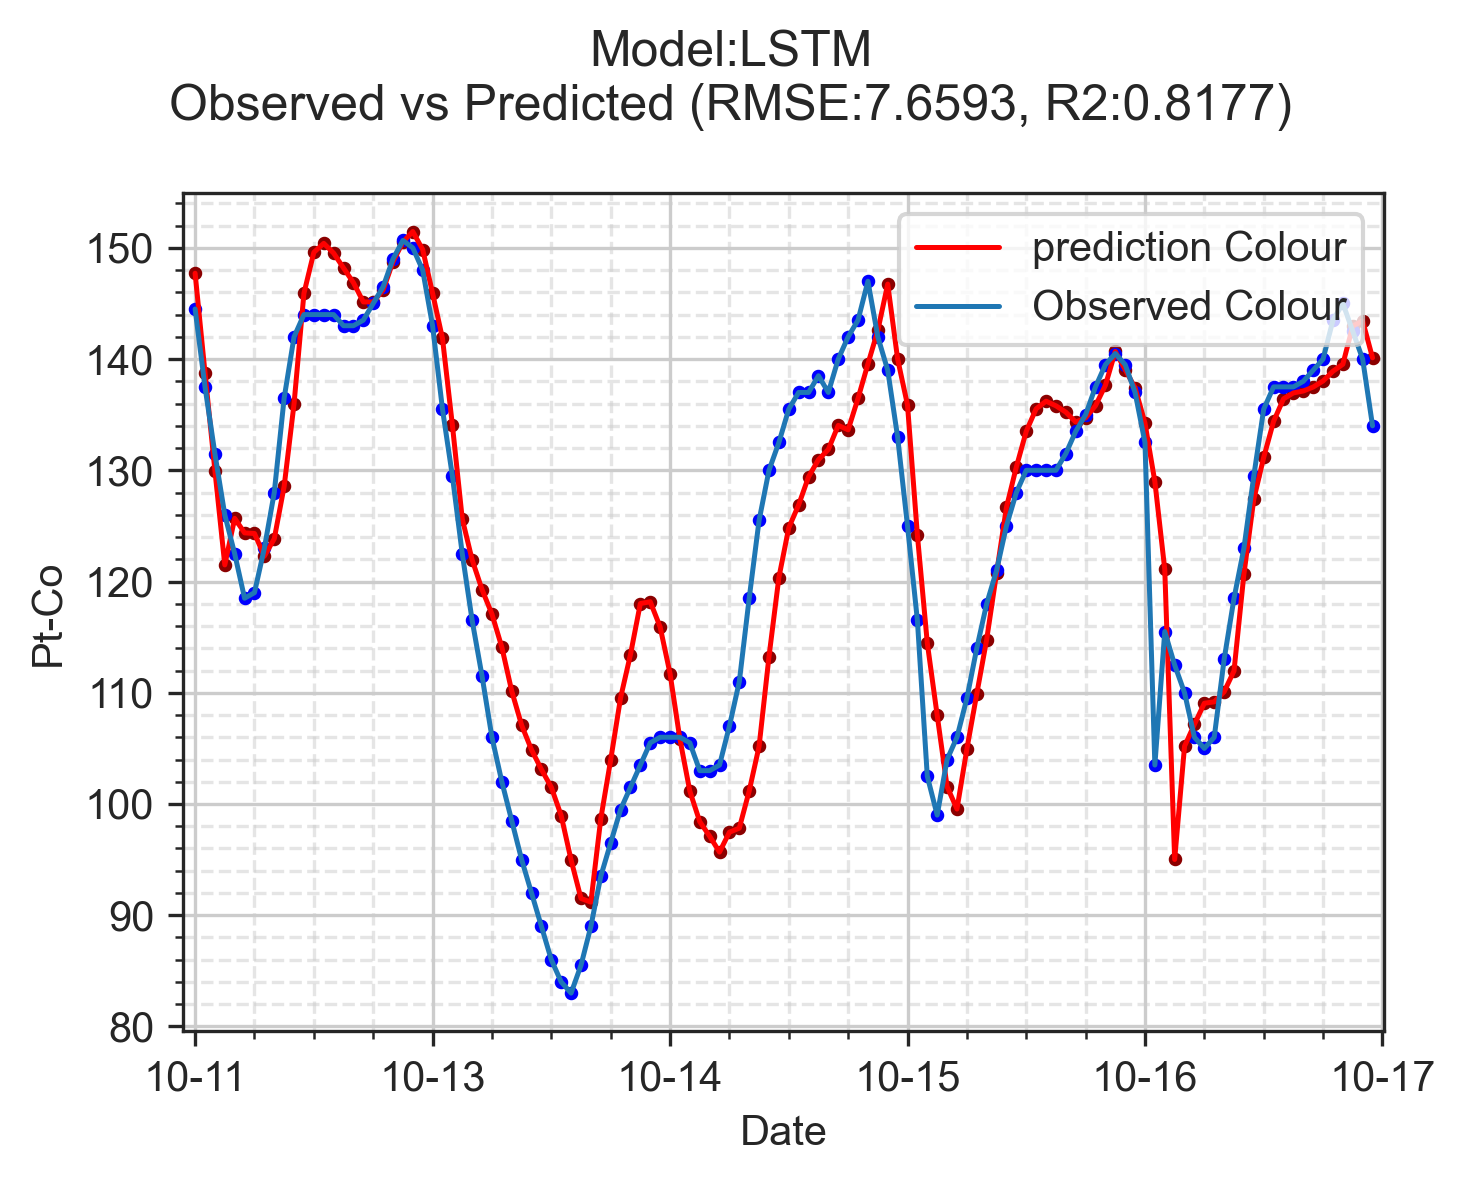 Model:LSTM
Observed vs Predicted (RMSE:7.6593, R2:0.8177)
prediction Colour
Observed Colour
150
140
130
120
110
100
90
80
Pt-Co
10-11 10-13 10-14 10-15 10-16 10-17
Date